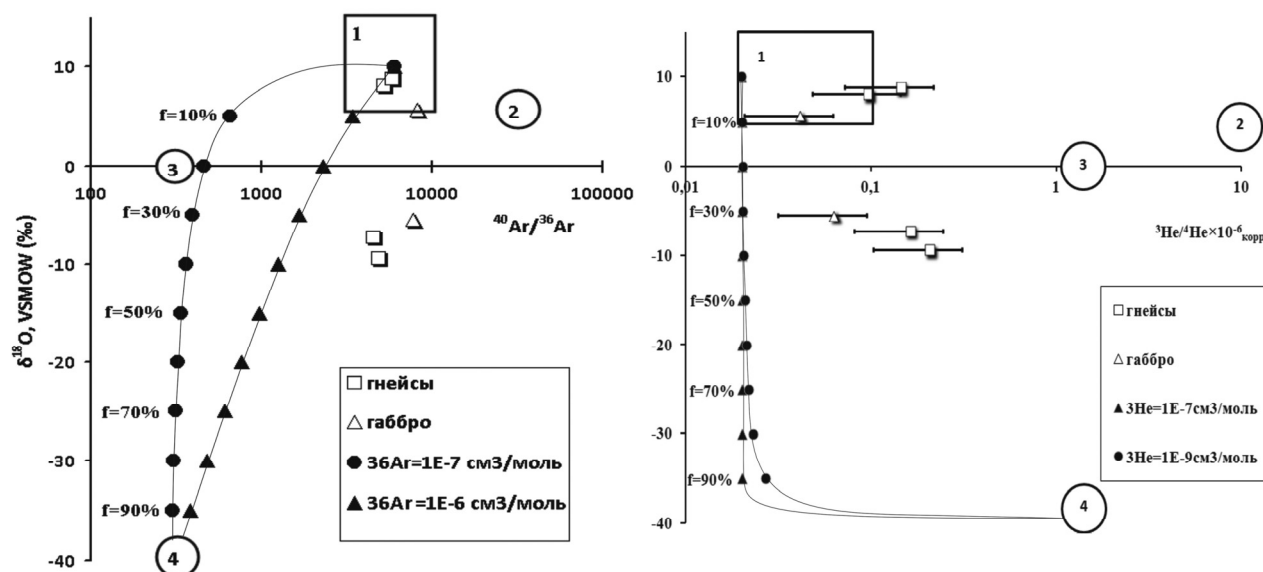 δ¹⁸O, VSMOW (‰)
10
0
-10
-20
-30
-40
100
1000
10000
100000
⁴⁰Ar/³⁶Ar
1
2
3
4
f=10%
f=30%
f=50%
f=70%
f=90%
гнейсы
габбро
36Ar=1E-7 см3/моль
36Ar=1E-6 см3/моль
10
0
-10
-20
-30
-40
0,01
0,1
1
10
³He/⁴He×10⁻⁶корр
1
2
3
4
f=10%
f=30%
f=50%
f=70%
f=90%
гнейсы
габбро
3He=1E-7см3/моль
3He=1E-9см3/моль